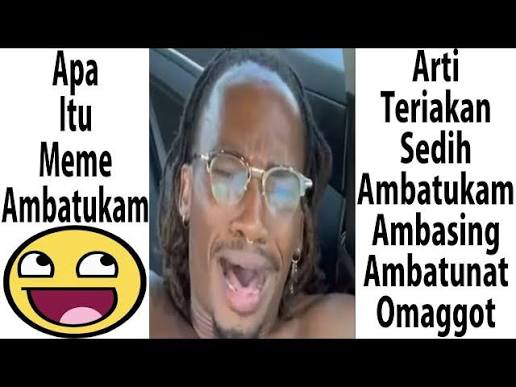 Apa
Itu
Meme
Ambatukam
Arti
Teriakan
Sedih
Ambatukam
Ambasing
Ambatunat
Omaggot